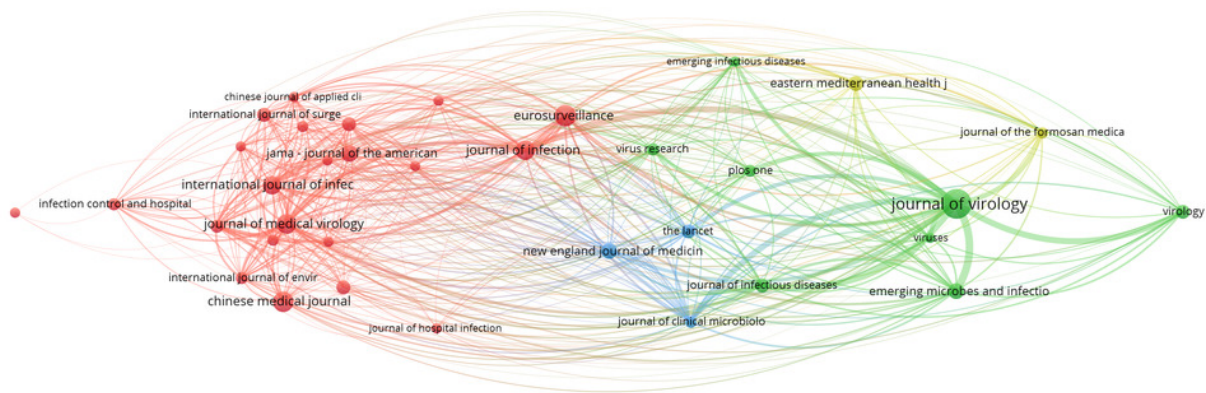 emerging infectious diseases
eastern mediterranean health j
chinese journal of applied cli
international journal of surge
eurosurveillance
journal of the formosan medica
jama - journal of the american
journal of infection
virus research
plos one
international journal of infec
infection control and hospital
journal of virology
virology
journal of medical virology
the lancet
viruses
new england journal of medicin
international journal of envir
journal of infectious diseases
emerging microbes and infectio
chinese medical journal
journal of clinical microbiolo
journal of hospital infection